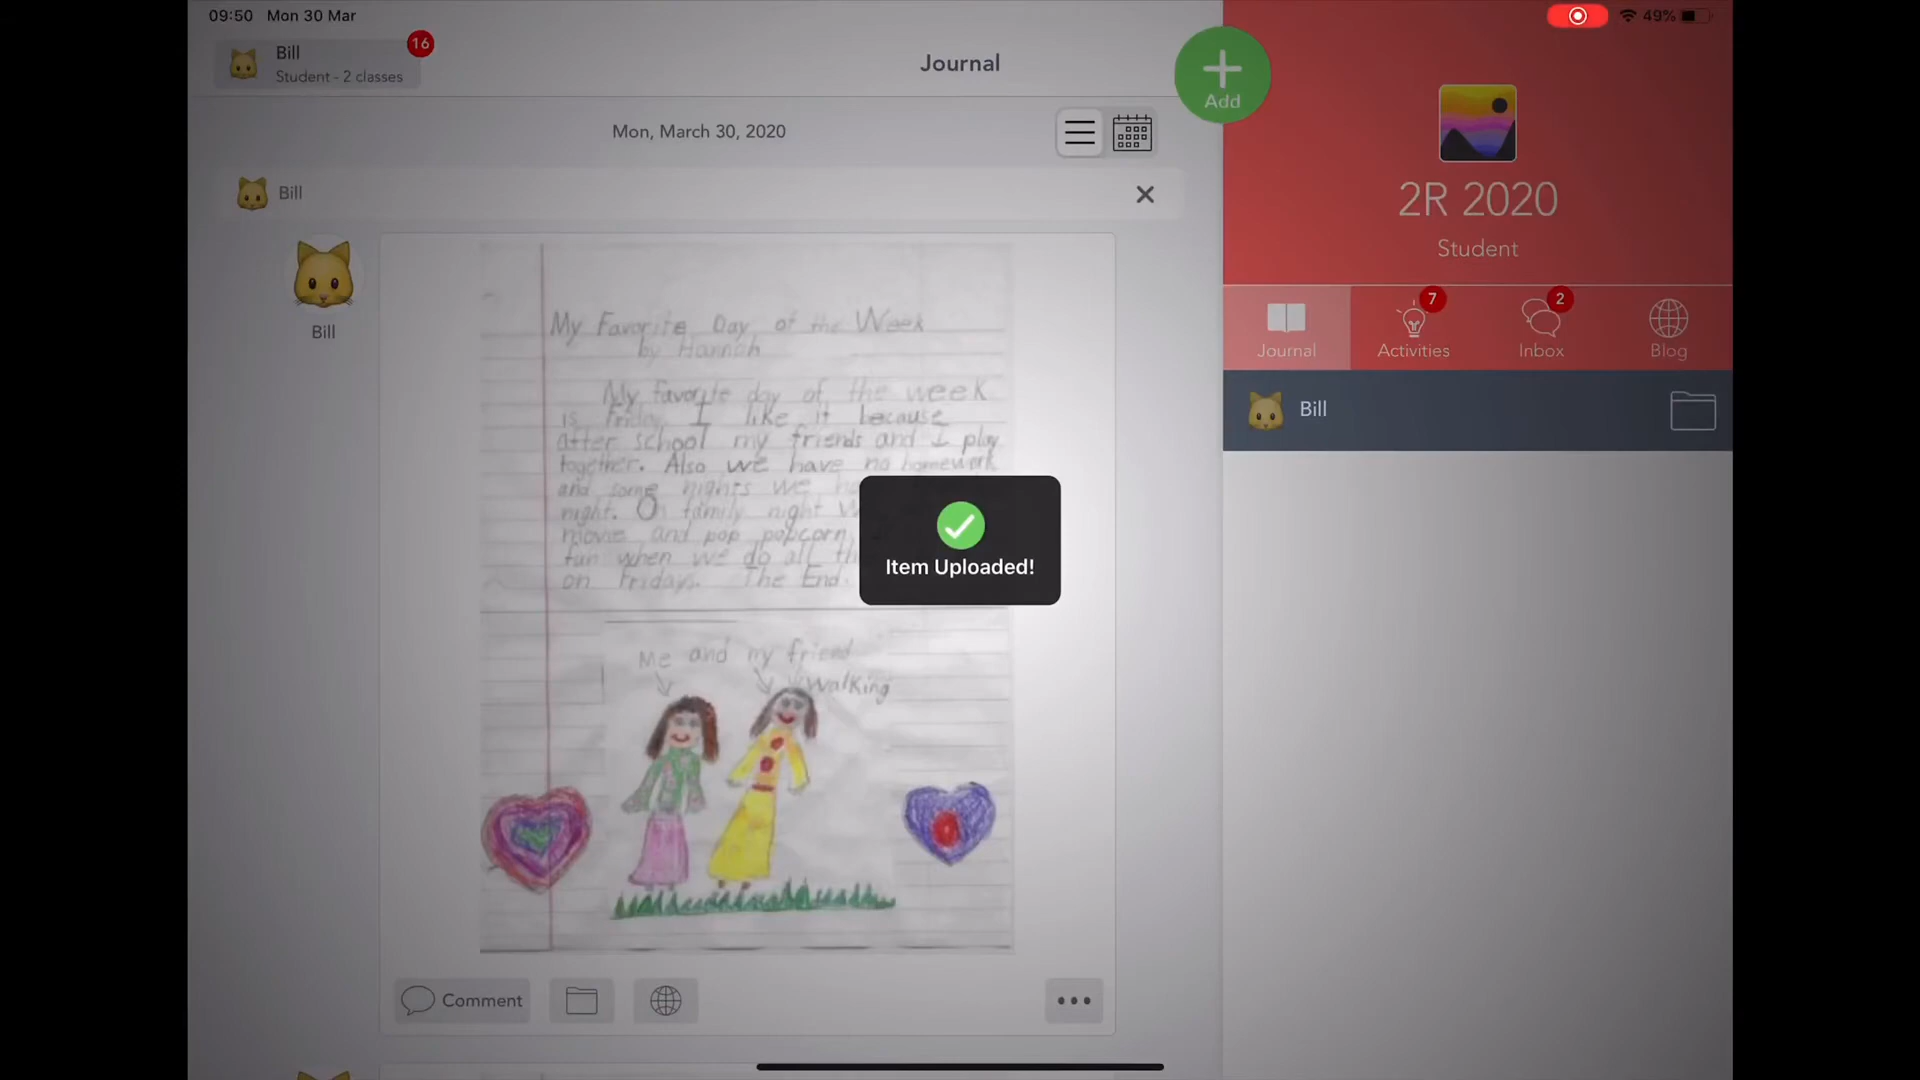 09:50 Mon 30 Mar
49%
Bill
16
Student - 2 classes
Journal
Add
Mon, March 30, 2020
Bill
Bill
My Favorite Day of the Week
by Hannah
My favorite day of the week
is Friday I like it because
after school my friends and I play
together. Also we have no homework
and some nights we
night. On family night
movie and pop popcorn
fun when we do all
on Fridays. The End.
Me and my friend
walking
Item Uploaded!
Comment
2R 2020
Student
Journal
7
Activities
2
Inbox
Blog
Bill